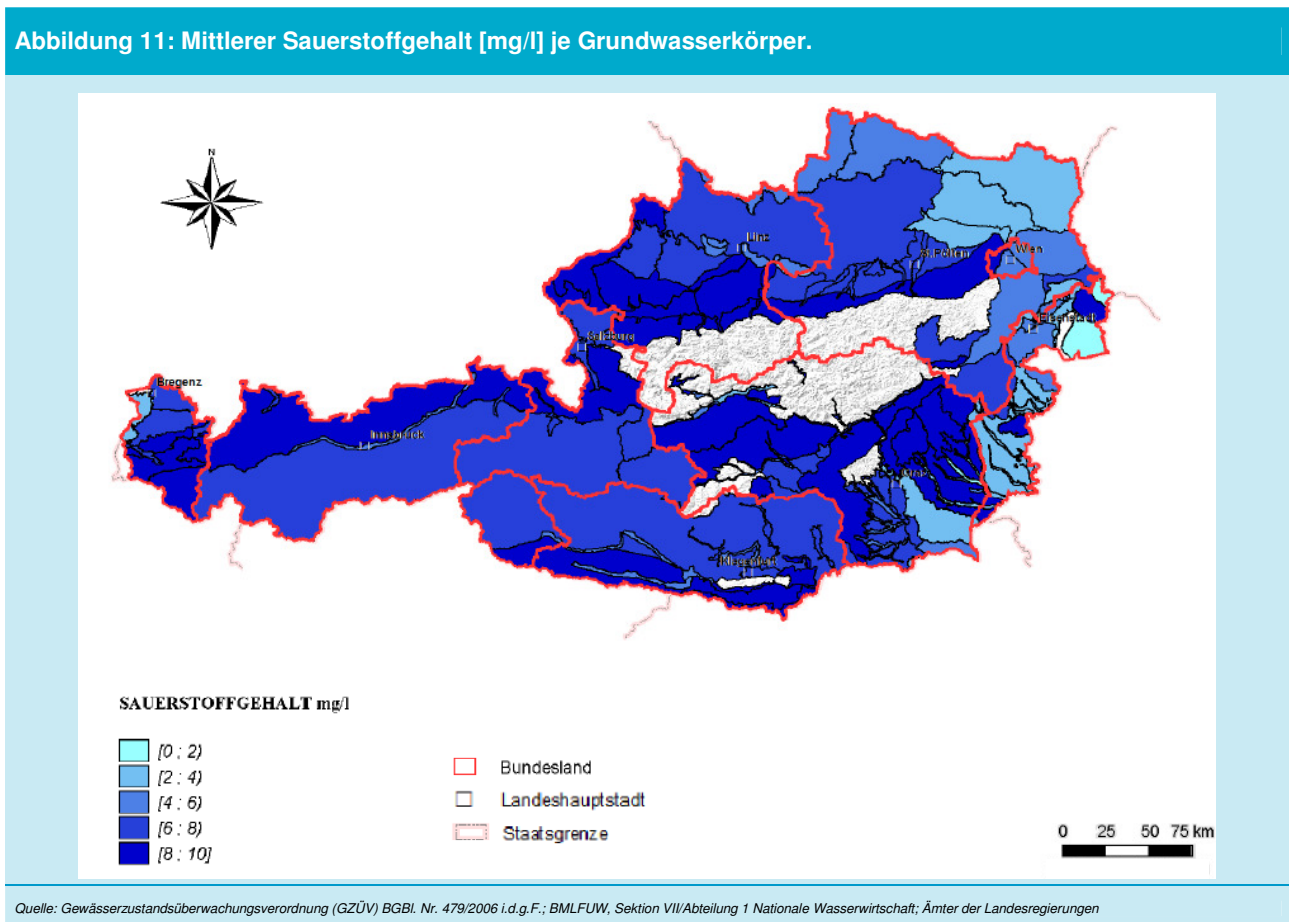 Abbildung 11: Mittlerer Sauerstoffgehalt [mg/l] je Grundwasserkörper.
N
Linz
Wien
St.Pölten
Eisenstadt
Salzburg
Bregenz
Innsbruck
Graz
Klagenfurt
SAUERSTOFFGEHALT mg/l
[0 ; 2)
[2 ; 4)
[4 ; 6)
[6 ; 8)
[8 ; 10]
Bundesland
Landeshauptstadt
Staatsgrenze
0 25 50 75 km
Quelle: Gewässerzustandsüberwachungsverordnung (GZÜV) BGBl. Nr. 479/2006 i.d.g.F.; BMLFUW, Sektion VII/Abteilung 1 Nationale Wasserwirtschaft; Ämter der Landesregierungen